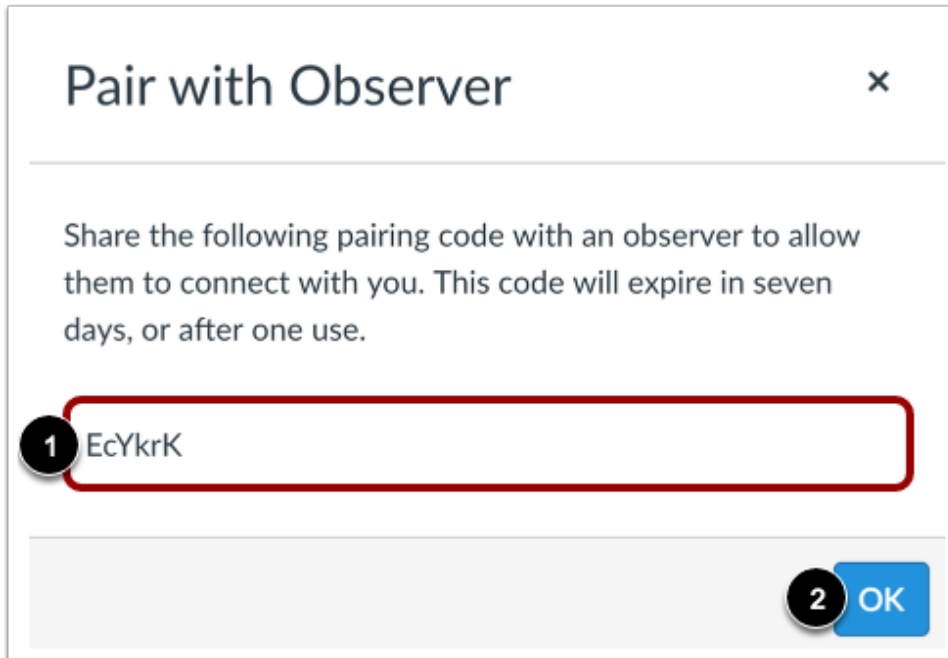 Pair with Observer ×
Share the following pairing code with an observer to allow
them to connect with you. This code will expire in seven
days, or after one use.
1 EcYkrK
2 OK